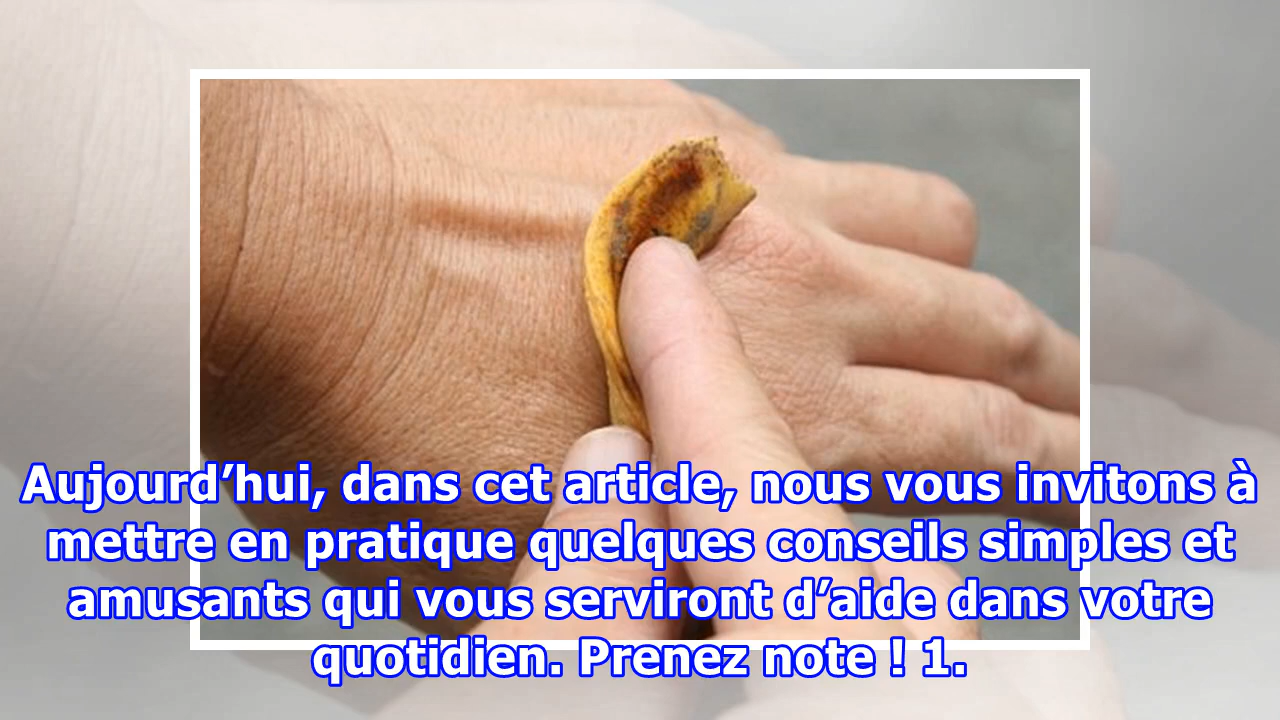 Aujourd’hui, dans cet article, nous vous invitons à
mettre en pratique quelques conseils simples et
amusants qui vous serviront d’aide dans votre
quotidien. Prenez note ! 1.